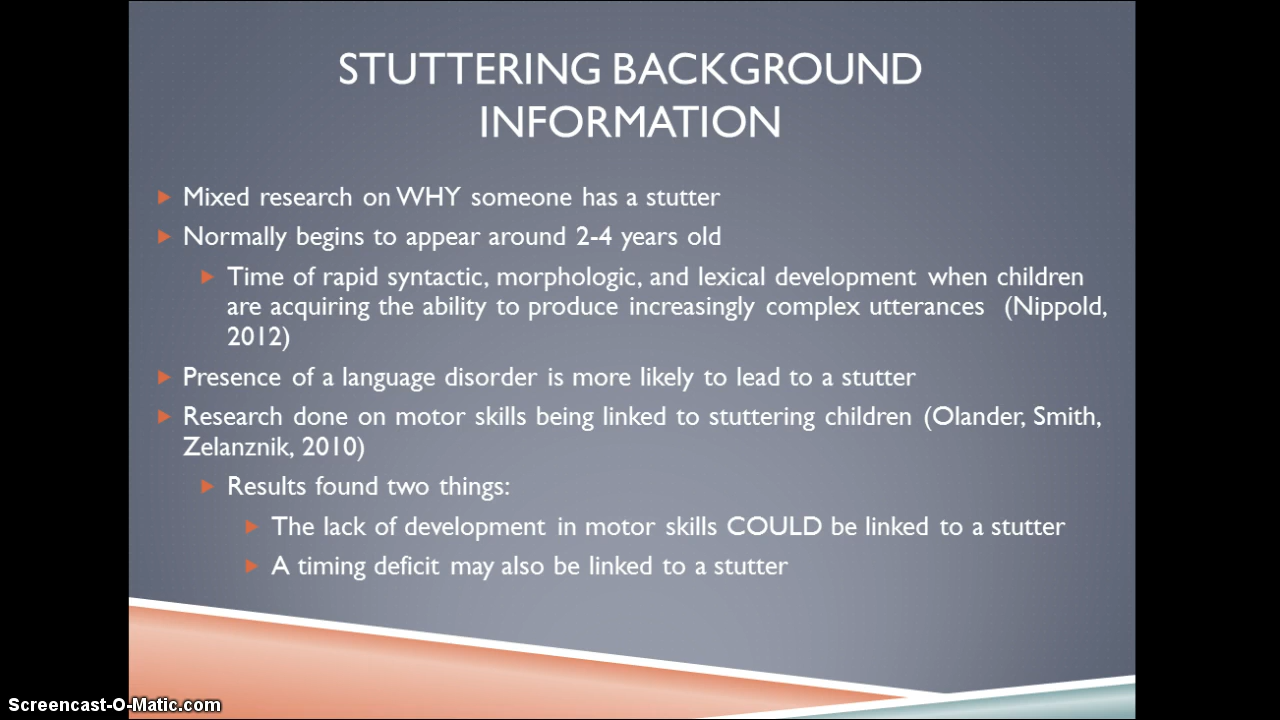 STUTTERING BACKGROUND
INFORMATION
Mixed research on WHY someone has a stutter
Normally begins to appear around 2-4 years old
Time of rapid syntactic, morphologic, and lexical development when children
are acquiring the ability to produce increasingly complex utterances (Nippold,
2012)
Presence of a language disorder is more likely to lead to a stutter
Research done on motor skills being linked to stuttering children (Olander, Smith,
Zelanznik, 2010)
Results found two things:
The lack of development in motor skills COULD be linked to a stutter
A timing deficit may also be linked to a stutter
Screencast-O-Matic.com